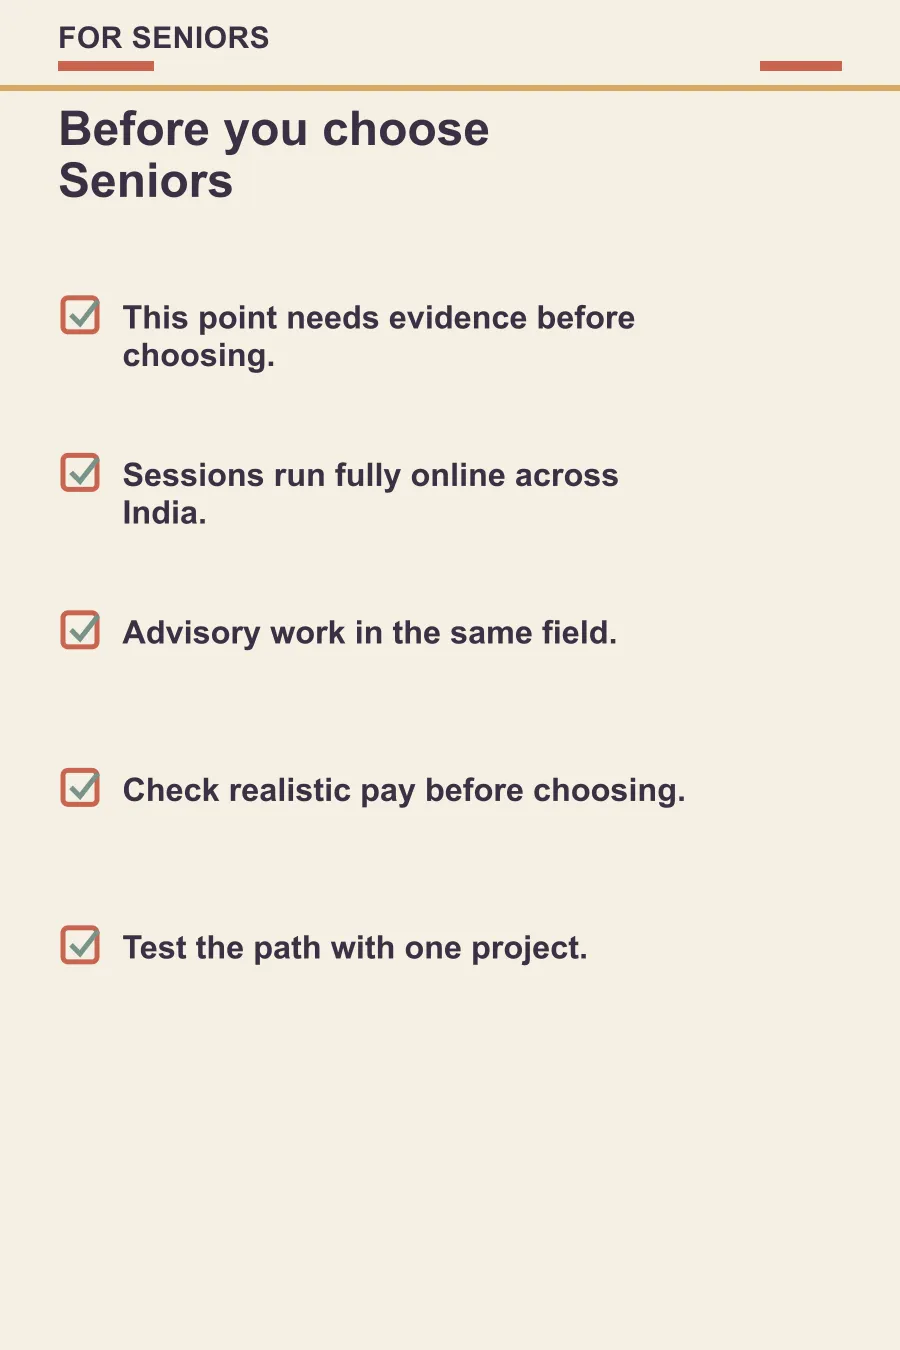 FOR SENIORS
Before you choose
Seniors
This point needs evidence before
choosing.
Sessions run fully online across
India.
Advisory work in the same field.
Check realistic pay before choosing.
Test the path with one project.